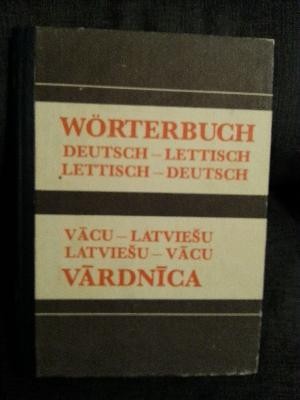 WÖRTERBUCH
DEUTSCH – LETTISCH
LETTISCH – DEUTSCH
VĀCU – LATVIEŠU
LATVIEŠU – VĀCU
VĀRDNĪCA